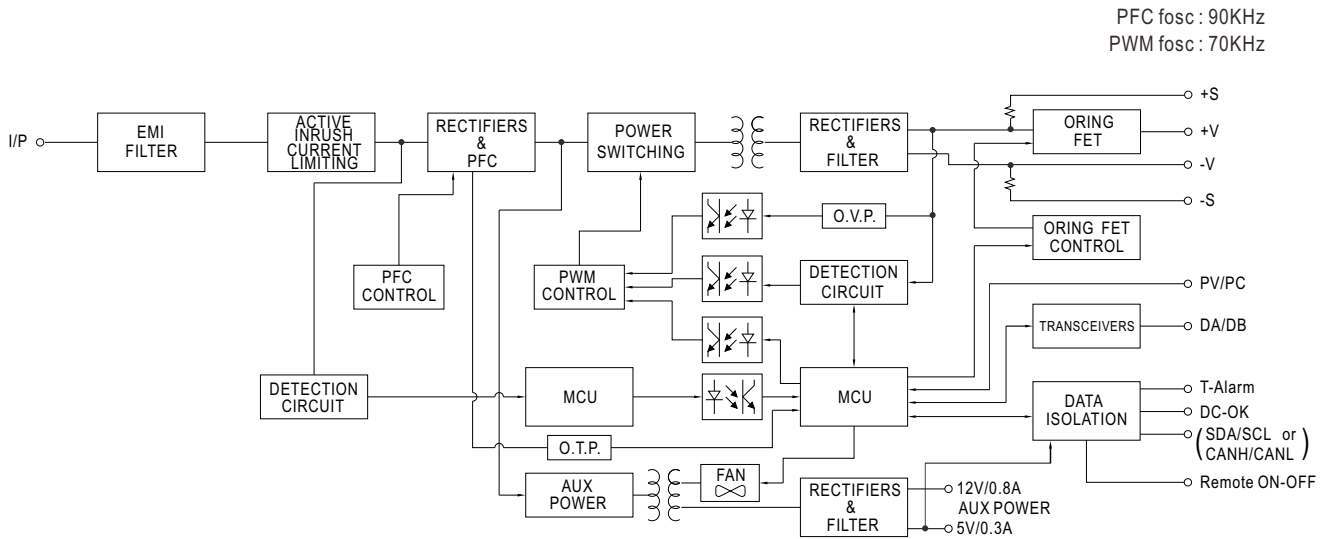 PFC fosc : 90KHz
PWM fosc : 70KHz
I/P
EMI
FILTER
ACTIVE
INRUSH
CURRENT
LIMITING
RECTIFIERS
&
PFC
POWER
SWITCHING
RECTIFIERS
&
FILTER
ORING
FET
+S
+V
-V
-S
O.V.P.
ORING FET
CONTROL
PFC
CONTROL
PWM
CONTROL
DETECTION
CIRCUIT
PV/PC
TRANSCEIVERS
DA/DB
DETECTION
CIRCUIT
MCU
MCU
DATA
ISOLATION
T-Alarm
DC-OK
(SDA/SCL or
CANH/CANL)
O.T.P.
Remote ON-OFF
AUX
POWER
FAN
RECTIFIERS
&
FILTER
12V/0.8A
AUX POWER
5V/0.3A